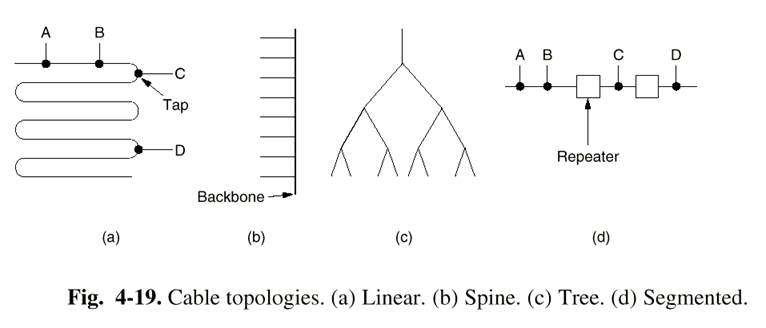 A B
C
Tap
D
Backbone
A B C D
Repeater
(a) (b) (c) (d)
Fig. 4-19. Cable topologies. (a) Linear. (b) Spine. (c) Tree. (d) Segmented.